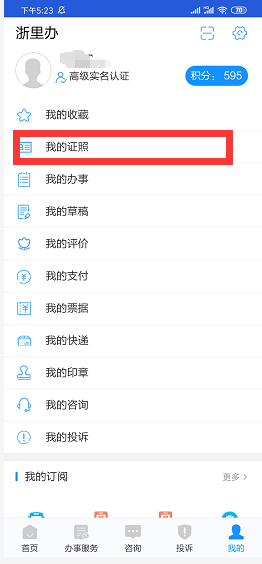 下午5:23
70
浙里办
高级实名认证
积分： 595
我的收藏
我的证照
我的办事
我的草稿
我的评价
我的支付
我的票据
我的快递
我的印章
我的咨询
我的投诉
我的订阅
更多 >
首页
办事服务
咨询
投诉
我的